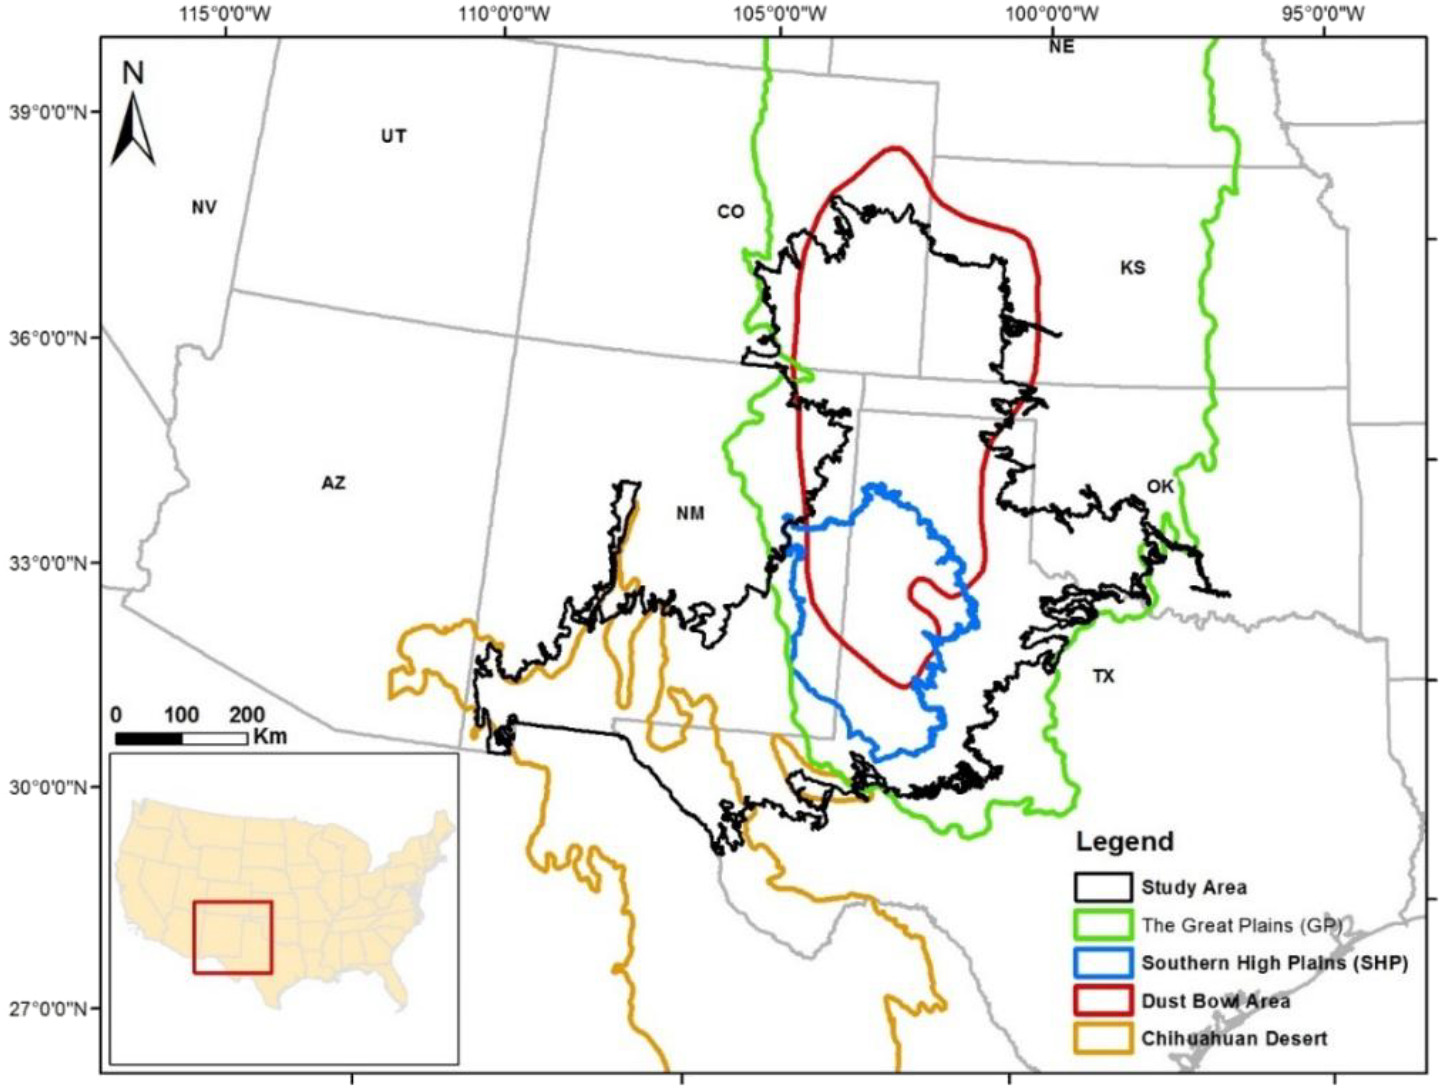 115°0'0"W 110°0'0"W 105°0'0"W 100°0'0"W 95°0'0"W
NE
N
39°0'0"N
UT
NV
CO
KS
36°0'0"N
AZ
OK
NM
33°0'0"N
TX
0 100 200
Km
30°0'0"N
Legend
Study Area
The Great Plains (GP)
Southern High Plains (SHP)
Dust Bowl Area
Chihuahuan Desert
27°0'0"N